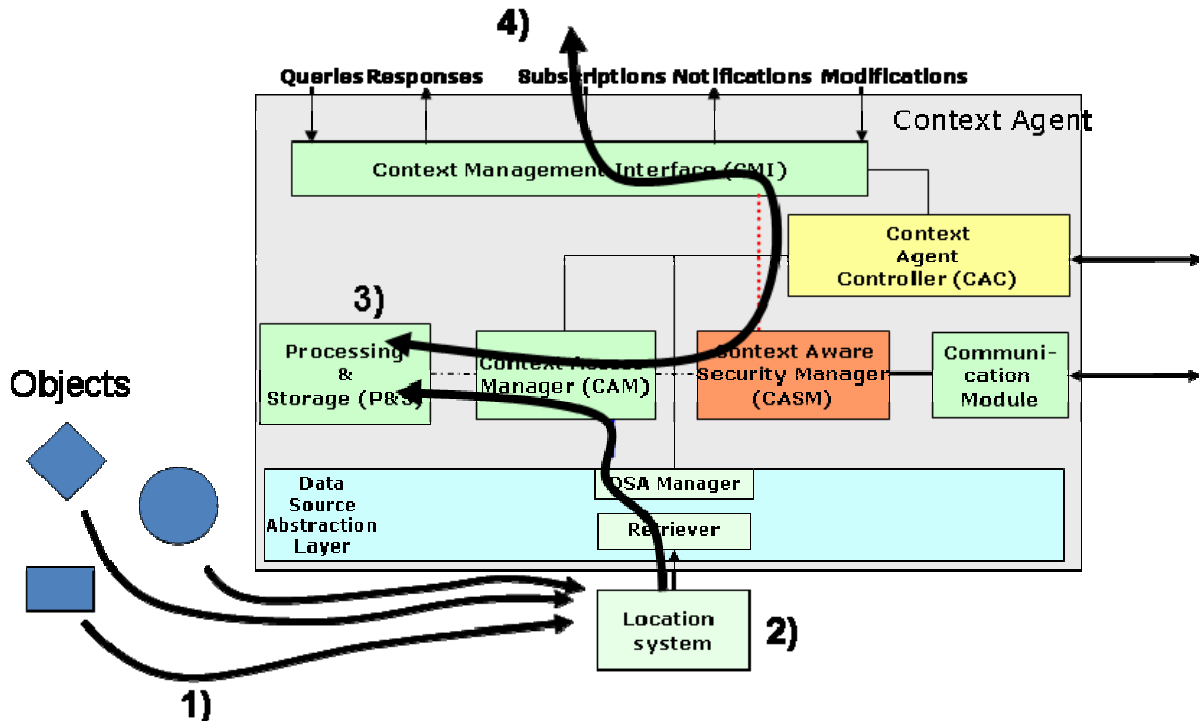 4)
Queries Responses Subscriptions Notifications Modifications
Context Agent
Context Management Interface (CMI)
Context
Agent
Controller (CAC)
3)
Processing
&
Storage (P&S)
Context Access
Manager (CAM)
Context Aware
Security Manager
(CASM)
Communi-
cation
Module
Objects
Data
Source
Abstraction
Layer
DSA Manager
Retriever
Location
system
2)
1)